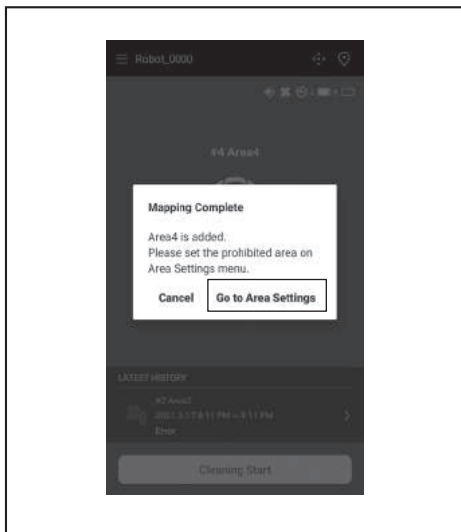 Robot_0000
#4 Area4
Mapping Complete
Area4 is added.
Please set the prohibited area on
Area Settings menu.
Cancel Go to Area Settings
LATEST HISTORY
#2 Area2
Error
Cleaning Start